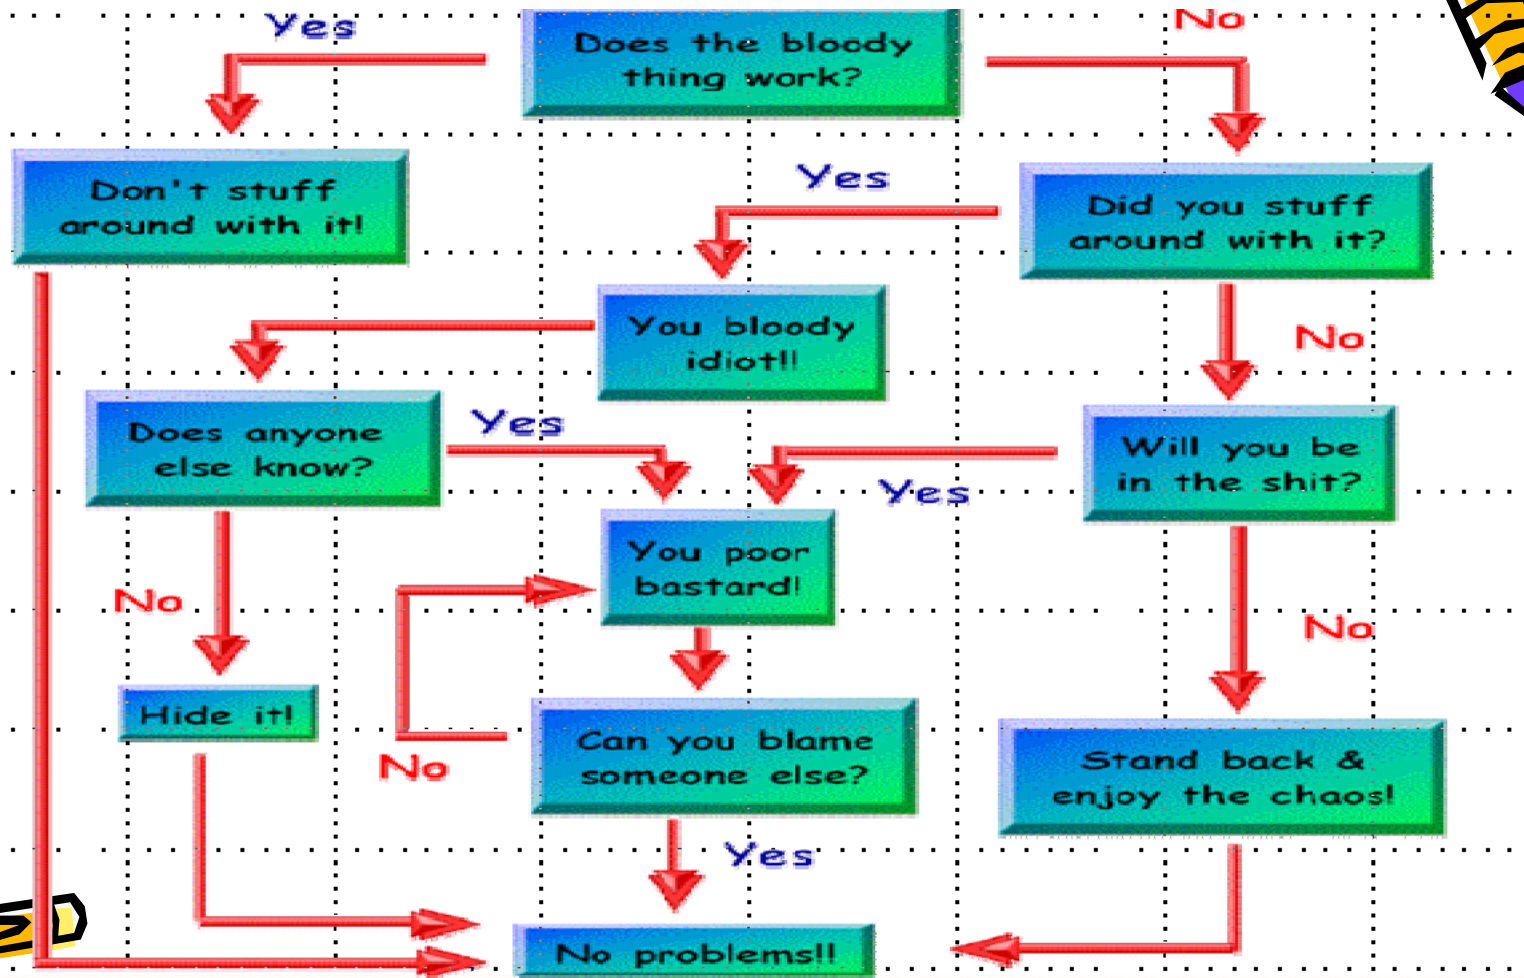 Yes
Does the bloody
thing work?
No
Don't stuff
around with it!
Yes
Did you stuff
around with it?
You bloody
idiot!!
No
Does anyone
else know?
Yes
Will you be
in the shit?
Yes
You poor
bastard!
No
No
Hide it!
Can you blame
someone else?
No
Stand back &
enjoy the chaos!
Yes
No problems!!